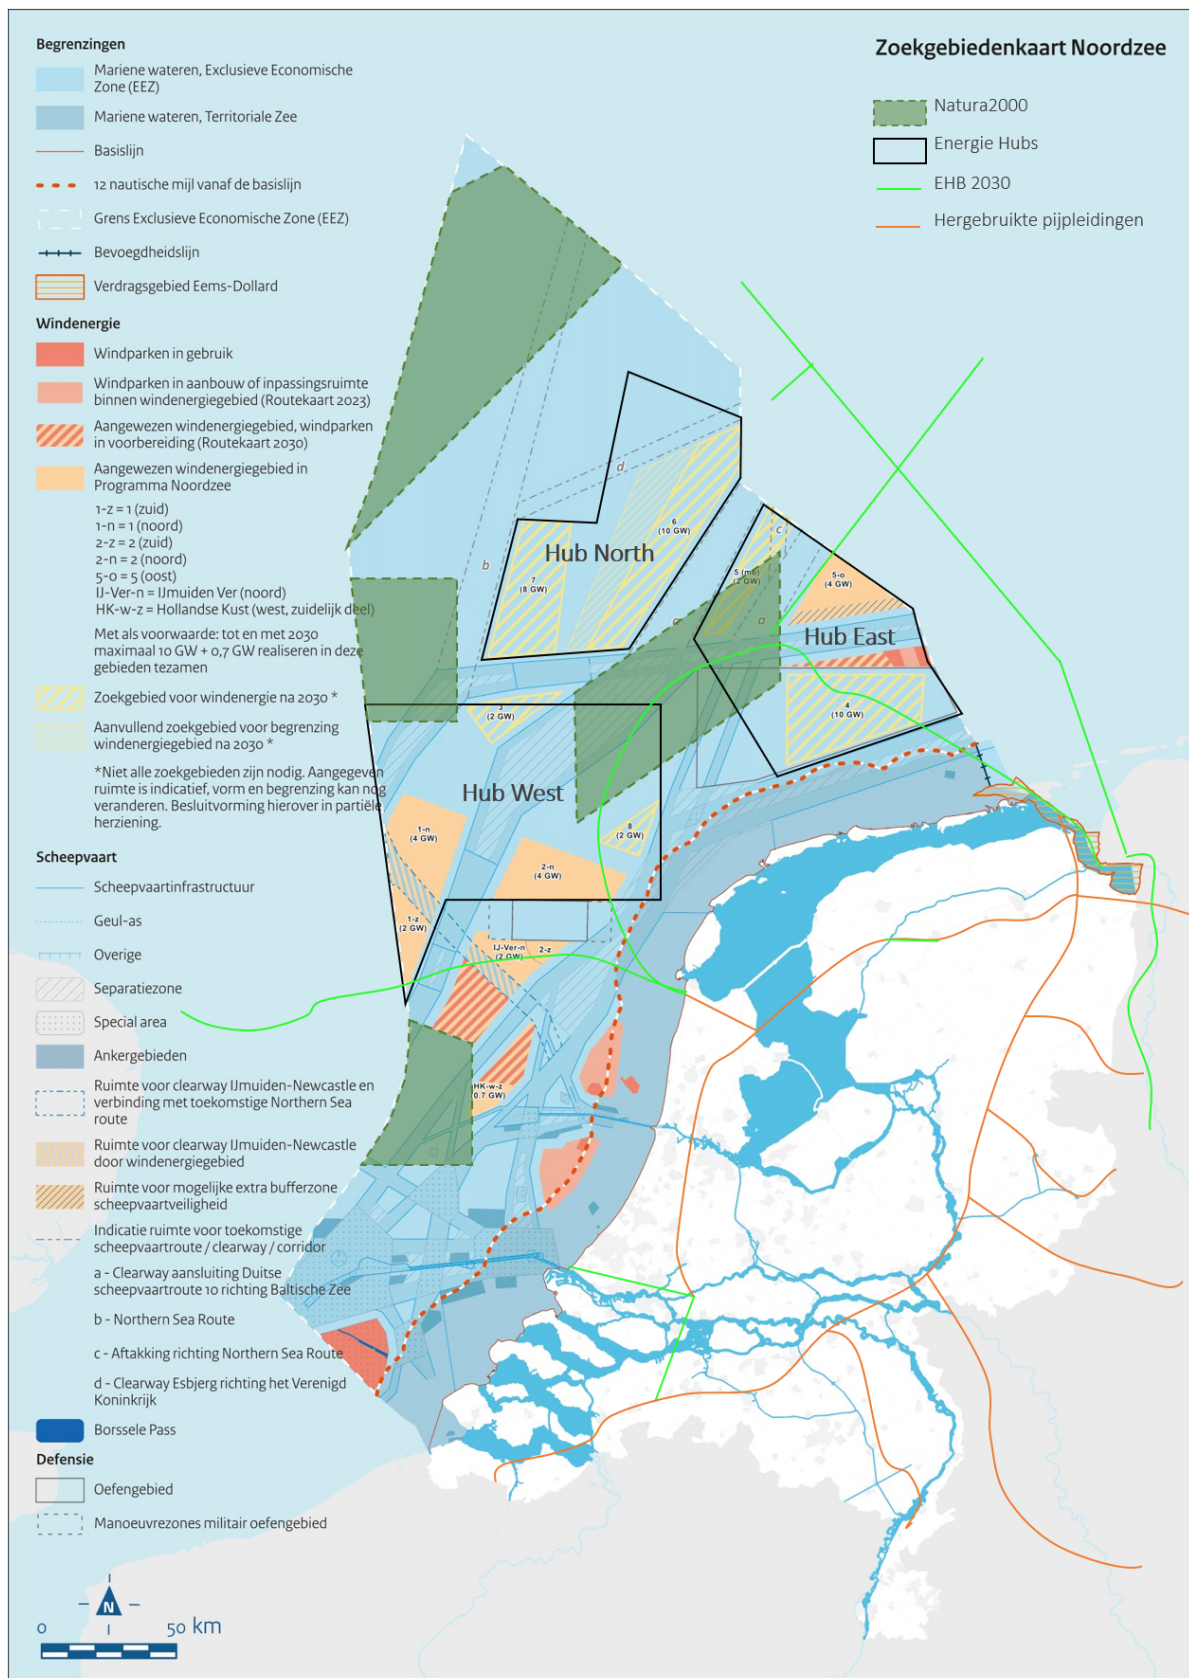 Begrenzingen
Mariene wateren, Exclusieve Economische
Zone (EEZ)
Mariene wateren, Territoriale Zee
Basislijn
12 nautische mijl vanaf de basislijn
Grens Exclusieve Economische Zone (EEZ)
Bevoegdheidslijn
Verdragsgebied Eems-Dollard
Windenergie
Windparken in gebruik
Windparken in aanbouw of inpassingsruimte
binnen windenergiegebied (Routekaart 2023)
Aangewezen windenergiegebied, windparken
in voorbereiding (Routekaart 2030)
Aangewezen windenergiegebied in
Programma Noordzee
1-z = 1 (zuid)
1-n = 1 (noord)
2-z = 2 (zuid)
2-n = 2 (noord)
5-o = 5 (oost)
IJ-Ver-n = IJmuiden Ver (noord)
HK-w-z = Hollandse Kust (west, zuidelijk deel)
Met als voorwaarde: tot en met 2030
maximaal 10 GW + 0,7 GW realiseren in deze
gebieden tezamen
Zoekgebied voor windenergie na 2030 *
Aanvullend zoekgebied voor begrenzing
windenergiegebied na 2030 *
*Niet alle zoekgebieden zijn nodig. Aangegeven
ruimte is indicatief, vorm en begrenzing kan nog
veranderen. Besluitvorming hierover in partiële
herziening.
Scheepvaart
Scheepvaartinfrastructuur
Geul-as
Overige
Separatiezone
Special area
Ankergebieden
Ruimte voor clearway IJmuiden-Newcastle en
verbinding met toekomstige Northern Sea
route
Ruimte voor clearway IJmuiden-Newcastle
door windenergiegebied
Ruimte voor mogelijke extra bufferzone
scheepvaartveiligheid
Indicatie ruimte voor toekomstige
scheepvaartroute / clearway / corridor
a - Clearway aansluiting Duitse
scheepvaartroute 10 richting Baltische Zee
b - Northern Sea Route
c - Aftakking richting Northern Sea Route
d - Clearway Esbjerg richting het Verenigd
Koninkrijk
Borssele Pass
Defensie
Oefengebied
Manoeuvrezones militair oefengebied
N
0
50 km
Zoekgebiedenkaart Noordzee
Natura2000
Energie Hubs
EHB 2030
Hergebruikte pijpleidingen
d
6
(10 GW)
Hub North
b
7
(8 GW)
c
5
(2 GW)
5-o
(4 GW)
a
a
Hub East
3
(2 GW)
4
(10 GW)
Hub West
1-n
(4 GW)
8
(2 GW)
2-n
(4 GW)
1-z
(2 GW)
IJ-Ver-n
(2 GW)
2-z
HK-w-z
(0.7 GW)